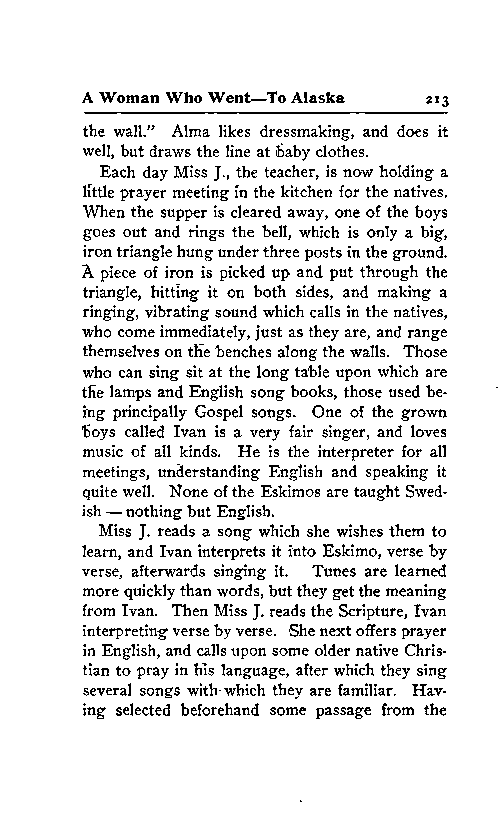 A Woman Who Went—To Alaska 213
the wall." Alma likes dressmaking, and does it
well, but draws the line at baby clothes.
Each day Miss J., the teacher, is now holding a
little prayer meeting in the kitchen for the natives.
When the supper is cleared away, one of the boys
goes out and rings the bell, which is only a big,
iron triangle hung under three posts in the ground.
A piece of iron is picked up and put through the
triangle, hitting it on both sides, and making a
ringing, vibrating sound which calls in the natives,
who come immediately, just as they are, and range
themselves on the benches along the walls. Those
who can sing sit at the long table upon which are
the lamps and English song books, those used be-
ing principally Gospel songs. One of the grown
boys called Ivan is a very fair singer, and loves
music of all kinds. He is the interpreter for all
meetings, understanding English and speaking it
quite well. None of the Eskimos are taught Swed-
ish — nothing but English.
Miss J. reads a song which she wishes them to
learn, and Ivan interprets it into Eskimo, verse by
verse, afterwards singing it. Tunes are learned
more quickly than words, but they get the meaning
from Ivan. Then Miss J. reads the Scripture, Ivan
interpreting verse by verse. She next offers prayer
in English, and calls upon some older native Chris-
tian to pray in his language, after which they sing
several songs with which they are familiar. Hav-
ing selected beforehand some passage from the